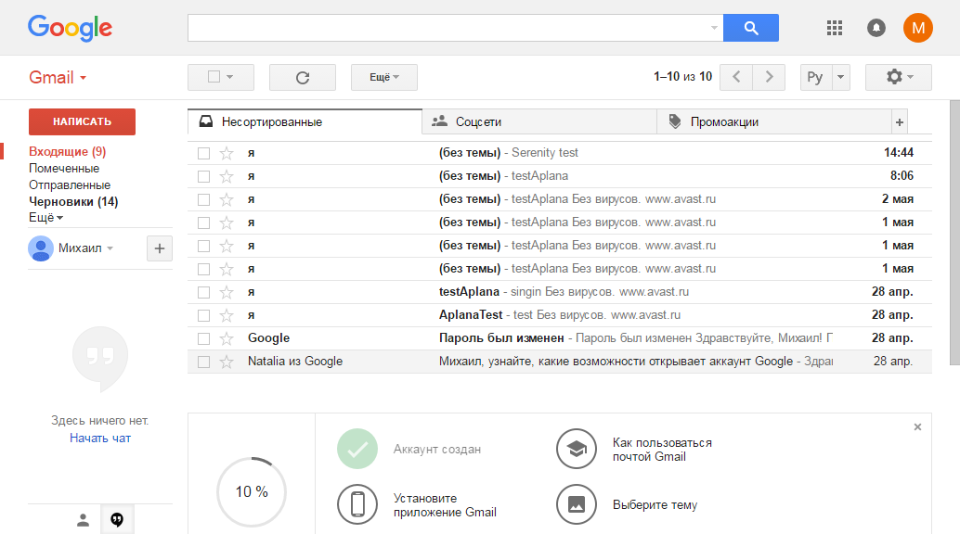 Google
M
Gmail
Ещё
1–10 из 10
Ру
НАПИСАТЬ
Несортированные
Соцсети
Промоакции
+
Входящие (9)
Помеченные
Отправленные
Черновики (14)
Ещё
Михаил
+
я (без темы) - Serenity test 14:44
я (без темы) - testAplana 8:06
я (без темы) - testAplana Без вирусов. www.avast.ru 2 мая
я (без темы) - testAplana Без вирусов. www.avast.ru 1 мая
я (без темы) - testAplana Без вирусов. www.avast.ru 1 мая
я (без темы) - testAplana Без вирусов. www.avast.ru 1 мая
я testAplana - singin Без вирусов. www.avast.ru 28 апр.
я AplanaTest - test Без вирусов. www.avast.ru 28 апр.
Google Пароль был изменен - Пароль был изменен Здравствуйте, Михаил! 28 апр.
Natalia из Google Михаил, узнайте, какие возможности открывает аккаунт Google - Здра 28 апр.
Здесь ничего нет.
Начать чат
10 %
Аккаунт создан
Как пользоваться
почтой Gmail
Установите
приложение Gmail
Выберите тему